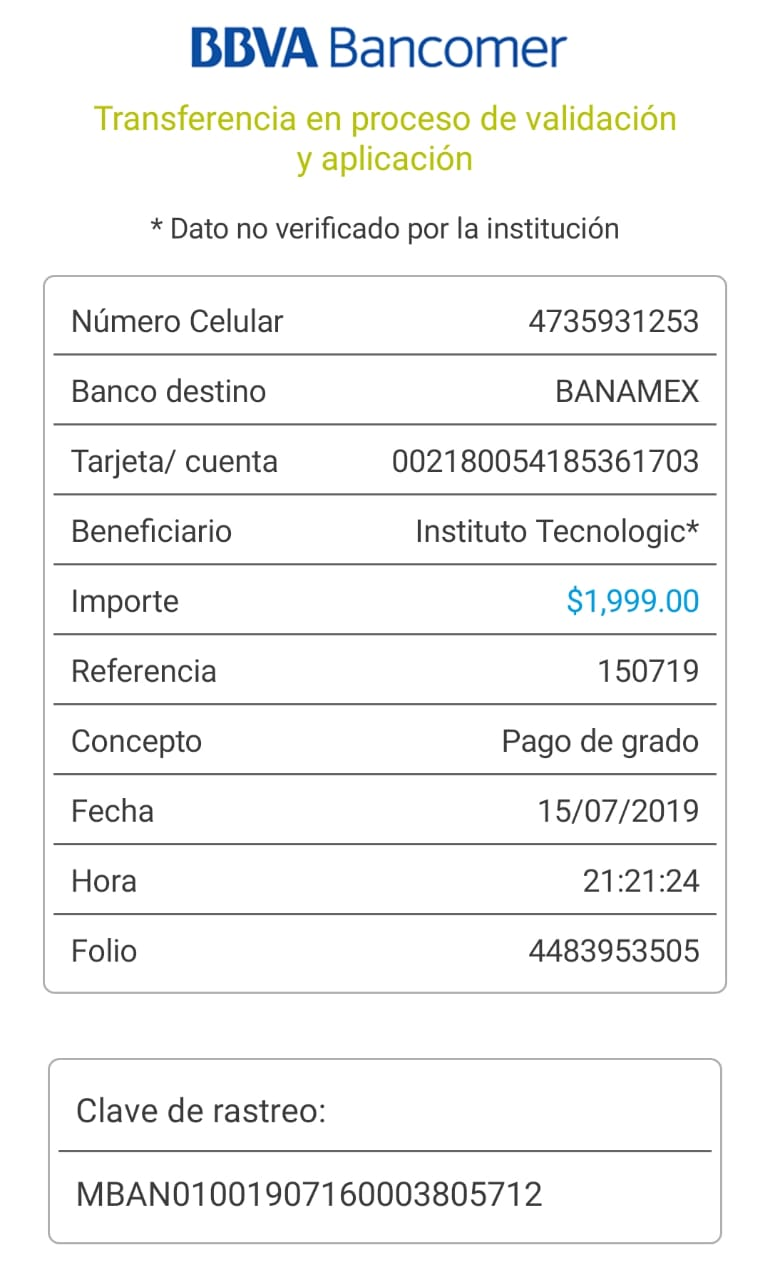 BBVA Bancomer
Transferencia en proceso de validación
y aplicación
* Dato no verificado por la institución
Número Celular 4735931253
Banco destino BANAMEX
Tarjeta/ cuenta 002180054185361703
Beneficiario Instituto Tecnologic*
Importe $1,999.00
Referencia 150719
Concepto Pago de grado
Fecha 15/07/2019
Hora 21:21:24
Folio 4483953505
Clave de rastreo:
MBAN01001907160003805712